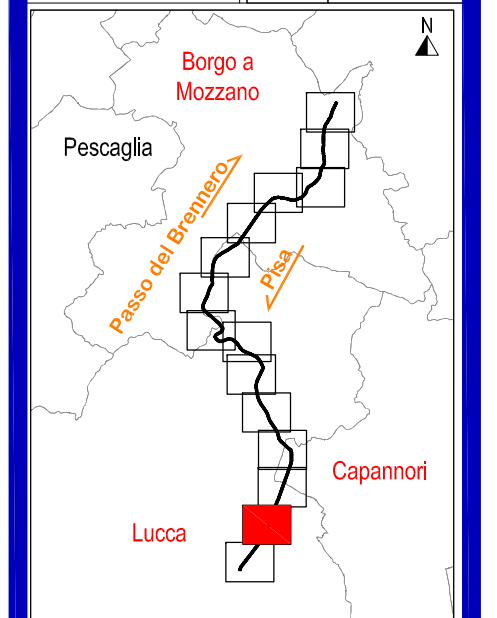 N
Borgo a
Mozzano
Pescaglia
Passo del Brennero
Pisa
Capannori
Lucca